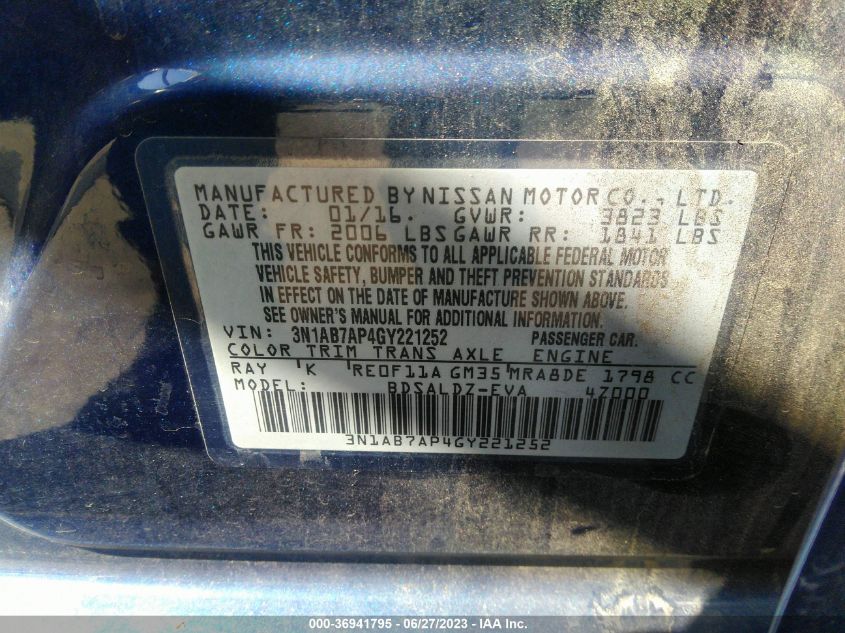 MANUFACTURED BY NISSAN MOTOR CO., LTD.
DATE: 01/16. GVWR: 3823 LBS
GAWR FR: 2006 LBS GAWR RR: 1841 LBS
THIS VEHICLE CONFORMS TO ALL APPLICABLE FEDERAL MOTOR
VEHICLE SAFETY, BUMPER AND THEFT PREVENTION STANDARDS
IN EFFECT ON THE DATE OF MANUFACTURE SHOWN ABOVE.
SEE OWNER'S MANUAL FOR ADDITIONAL INFORMATION
VIN: 3N1AB7AP4GY221252 PASSENGER CAR.
COLOR TRIM TRANS AXLE ENGINE
RAY 'K 'RE0F11A GM35 'MRA8DE 1798 CC
MODEL: BDSALDZ-EVA 4Z000
3N1AB7AP4GY221252
000-36941795 - 06/27/2023 - IAA Inc.